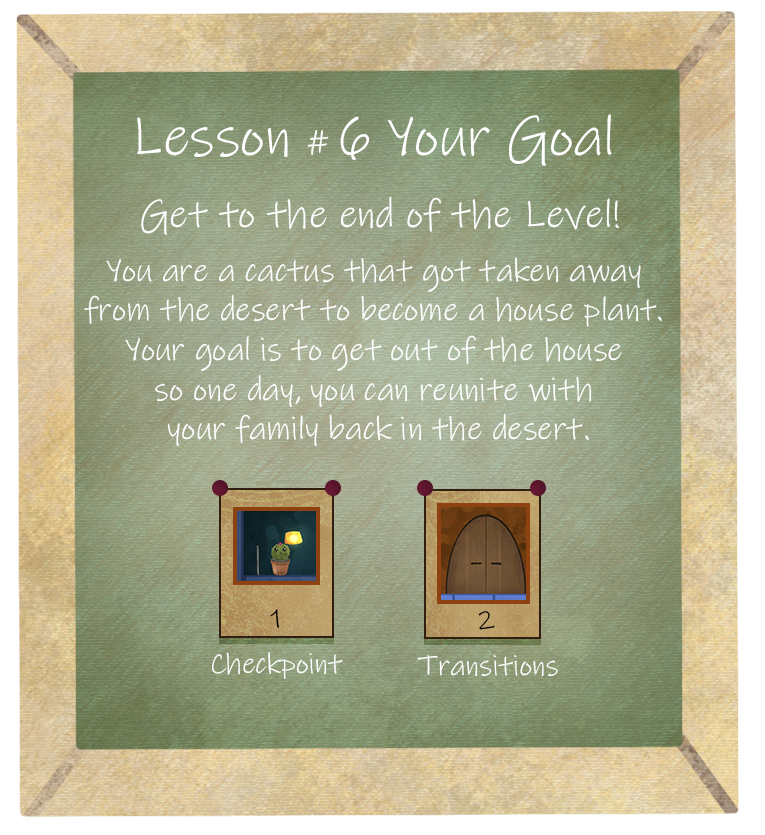 Lesson #6 Your Goal
Get to the end of the Level!
You are a cactus that got taken away
from the desert to become a house plant.
Your goal is to get out of the house
so one day, you can reunite with
your family back in the desert.
1
2
Checkpoint
Transitions